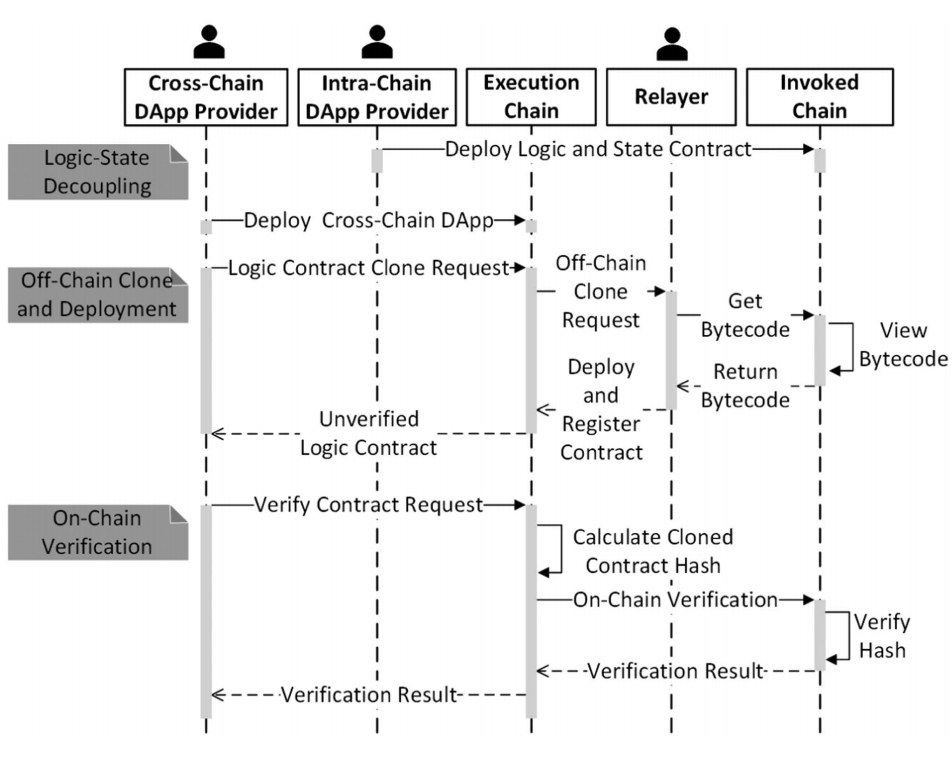 Cross-Chain
DApp Provider
Intra-Chain
DApp Provider
Execution
Chain
Relayer
Invoked
Chain
Logic-State
Decoupling
Deploy Logic and State Contract
Deploy Cross-Chain DApp
Off-Chain Clone
and Deployment
Logic Contract Clone Request
Off-Chain
Clone
Request
Get
Bytecode
View
Bytecode
Return
Bytecode
Deploy
and
Register
Contract
Unverified
Logic Contract
On-Chain
Verification
Verify Contract Request
Calculate Cloned
Contract Hash
On-Chain Verification
Verify
Hash
Verification Result
Verification Result